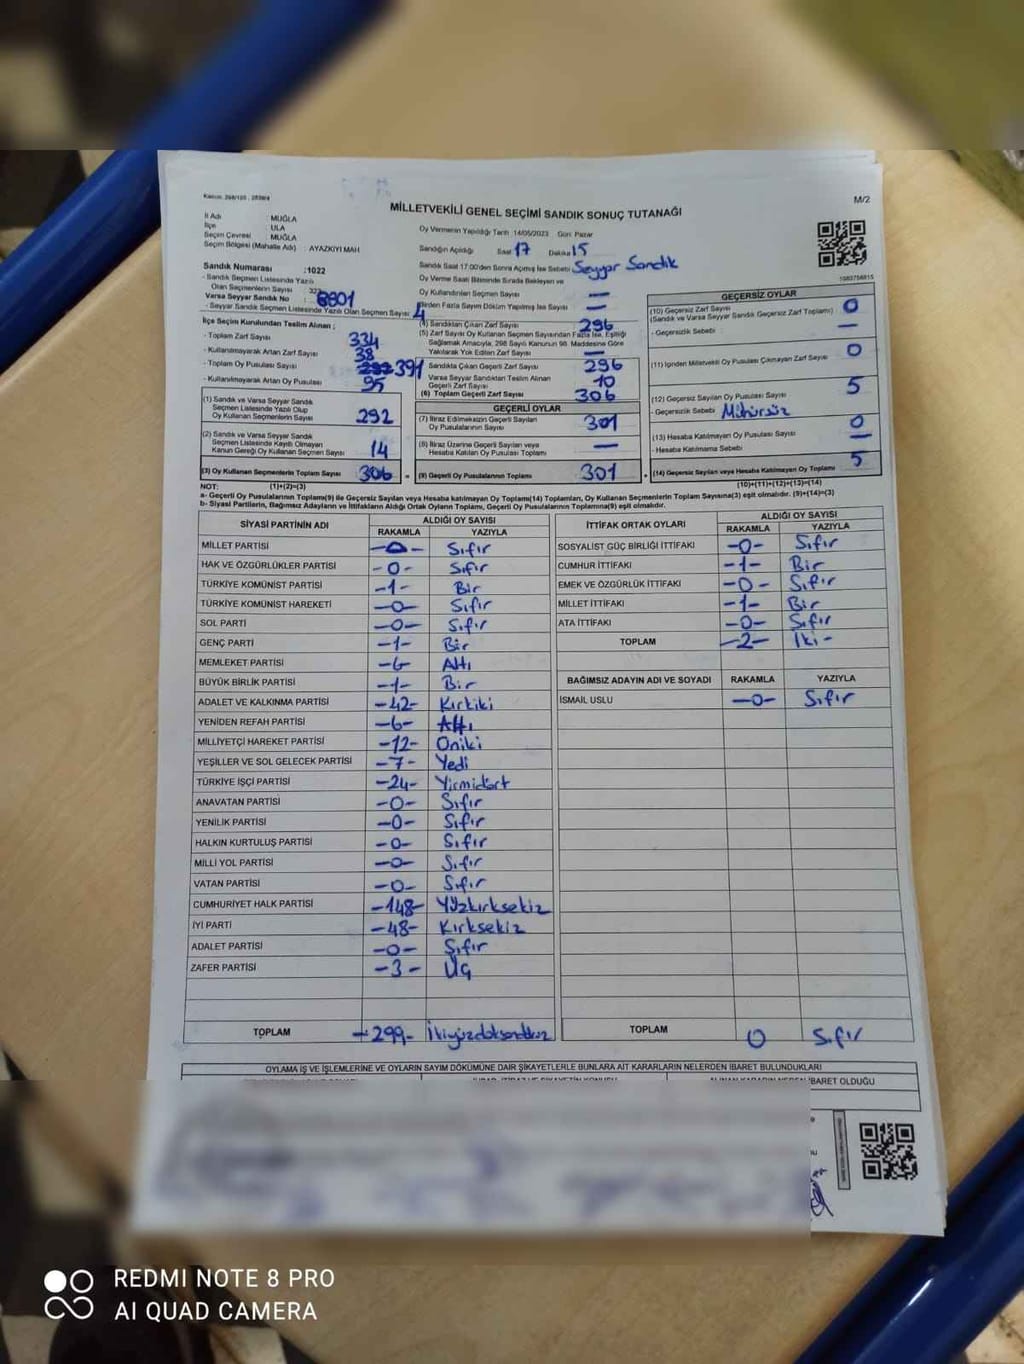 Kanun: 298/105 , 2839/4
M/2
MİLLETVEKİLİ GENEL SEÇİMİ SANDIK SONUÇ TUTANAĞI
İl Adı : MUĞLA
İlçe : ULA
Seçim Çevresi : MUĞLA
Seçim Bölgesi (Mahalle Adı) : AYAZKIYI MAH
Sandık Numarası :1022
- Sandık Seçmen Listesinde Yazılı
Olan Seçmenlerin Sayısı
Varsa Seyyar Sandık No : 8801
- Seyyar Sandık Seçmen Listesinde Yazılı Olan Seçmen Sayısı 4
İlçe Seçim Kurulundan Teslim Alınan ;
- Toplam Zarf Sayısı 334
- Kullanılmayarak Artan Zarf Sayısı 38
- Toplam Oy Pusulası Sayısı 391
- Kullanılmayarak Artan Oy Pusulası 95
(1) Sandık ve Varsa Seyyar Sandık
Seçmen Listesinde Yazılı Olup
Oy Kullanan Seçmenlerin Sayısı 292
(2) Sandık ve Varsa Seyyar Sandık
Seçmen Listesinde Kayıtlı Olmayan
Kanun Gereği Oy Kullanan Seçmenlerin Sayısı 14
(3) Oy Kullanan Seçmenlerin Toplam Sayısı 306 =
Oy Vermenin Yapıldığı Tarih :14/05/2023 Gün: Pazar
Sandığın Açıldığı Saat 17 Dakika 15
Sandık Saat 17:00'den Sonra Açılmış İse Sebebi Seyyar Sandık
Oy Verme Saati Bitiminde Sırada Bekleyen ve
Oy Kullandırılan Seçmen Sayısı —
Birden Fazla Sayım Döküm Yapılmış İse Sayısı —
(4) Sandıktan Çıkan Zarf Sayısı 296
(5) Zarf Sayısı Oy Kullanan Seçmen Sayısından Fazla İse, Eşitliği
Sağlamak Amacıyla, 298 Sayılı Kanunun 98. Maddesine Göre
Yakılarak Yok Edilen Zarf Sayısı —
Sandıkta Çıkan Geçerli Zarf Sayısı 296
Varsa Seyyar Sandıktan Teslim Alınan
Geçerli Zarf Sayısı 10
(6) Toplam Geçerli Zarf Sayısı 306
GEÇERLİ OYLAR
(7) İtiraz Edilmeksizin Geçerli Sayılan
Oy Pusulalarının Sayısı 301
(8) İtiraz Üzerine Geçerli Sayılan veya
Hesaba Katılan Oy Pusulalarının Sayısı —
(9) Geçerli Oy Pusulalarının Toplamı 301
1583758815
GEÇERSİZ OYLAR
(10) Geçersiz Zarf Sayısı
(Sandık ve Varsa Seyyar Sandık Geçersiz Zarf Toplamı) 0
- Geçersizlik Sebebi —
(11) İçinden Milletvekili Oy Pusulası Çıkmayan Zarf Sayısı 0
(12) Geçersiz Sayılan Oy Pusulası Sayısı 5
- Geçersizlik Sebebi Mühürsüz
(13) Hesaba Katılmayan Oy Pusulası Sayısı 0
- Hesaba Katılmama Sebebi —
(14) Geçersiz Sayılan veya Hesaba Katılmayan Oy Toplamı 5
NOT: (1)+(2)=(3) (10)+(11)+(12)+(13)=(14)
a- Geçerli Oy Pusulalarının Toplamı(9) ile Geçersiz Sayılan veya Hesaba katılmayan Oy Toplamı(14) Toplamları, Oy Kullanan Seçmenlerin Toplam Sayısına(3) eşit olmalıdır. (9)+(14)=(3)
b- Siyasi Partilerin, Bağımsız Adayların ve İttifakların Aldığı Ortak Oyların Toplamı, Geçerli Oy Pusulalarının Toplamına(9) eşit olmalıdır.
SİYASİ PARTİNİN ADI ALDIĞI OY SAYISI
RAKAMLA YAZIYLA
MİLLET PARTİSİ -0- Sıfır
HAK VE ÖZGÜRLÜKLER PARTİSİ -0- Sıfır
TÜRKİYE KOMÜNİST PARTİSİ -1- Bir
TÜRKİYE KOMÜNİST HAREKETİ -0- Sıfır
SOL PARTİ -0- Sıfır
GENÇ PARTİ -1- Bir
MEMLEKET PARTİSİ -6- Altı
BÜYÜK BİRLİK PARTİSİ -1- Bir
ADALET VE KALKINMA PARTİSİ -42- Kırkiki
YENİDEN REFAH PARTİSİ -6- Altı
MİLLİYETÇİ HAREKET PARTİSİ -12- Oniki
YEŞİLLER VE SOL GELECEK PARTİSİ -7- Yedi
TÜRKİYE İŞÇİ PARTİSİ -24- Yirmidört
ANAVATAN PARTİSİ -0- Sıfır
YENİLİK PARTİSİ -0- Sıfır
HALKIN KURTULUŞ PARTİSİ -0- Sıfır
MİLLİ YOL PARTİSİ -0- Sıfır
VATAN PARTİSİ -0- Sıfır
CUMHURİYET HALK PARTİSİ -148- Yüzkırksekiz
İYİ PARTİ -48- Kırksekiz
ADALET PARTİSİ -0- Sıfır
ZAFER PARTİSİ -3- Üç
TOPLAM -299- İkiyüzdoksandokuz
İTTİFAK ORTAK OYLARI ALDIĞI OY SAYISI
RAKAMLA YAZIYLA
SOSYALİST GÜÇ BİRLİĞİ İTTİFAKI -0- Sıfır
CUMHUR İTTİFAKI -1- Bir
EMEK VE ÖZGÜRLÜK İTTİFAKI -0- Sıfır
MİLLET İTTİFAKI -1- Bir
ATA İTTİFAKI -0- Sıfır
TOPLAM -2- İki -
BAĞIMSIZ ADAYIN ADI VE SOYADI RAKAMLA YAZIYLA
İSMAİL USLU -0- Sıfır
TOPLAM 0 Sıfır
OYLAMA İŞ VE İŞLEMLERİNE VE OYLARIN SAYIM DÖKÜMÜNE DAİR ŞİKAYETLERLE BUNLARA AİT KARARLARIN NELERDEN İBARET BULUNDUKLARI
İBARET OLDUĞU
REDMI NOTE 8 PRO
AI QUAD CAMERA